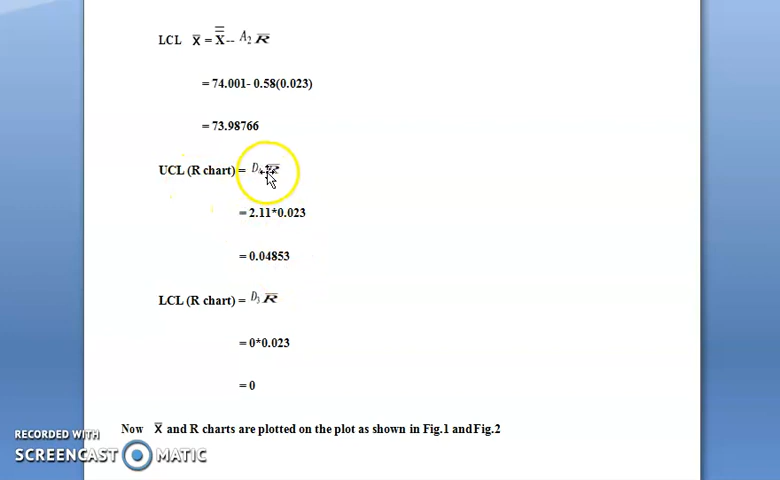 LCL X̄ = X̿-- A₂ R̄
= 74.001- 0.58(0.023)
= 73.98766
UCL (R chart) = D₄ R̄
= 2.11*0.023
= 0.04853
LCL (R chart) = D₃ R̄
= 0*0.023
= 0
Now X̄ and R charts are plotted on the plot as shown in Fig.1 and Fig.2
RECORDED WITH
SCREENCAST MATIC